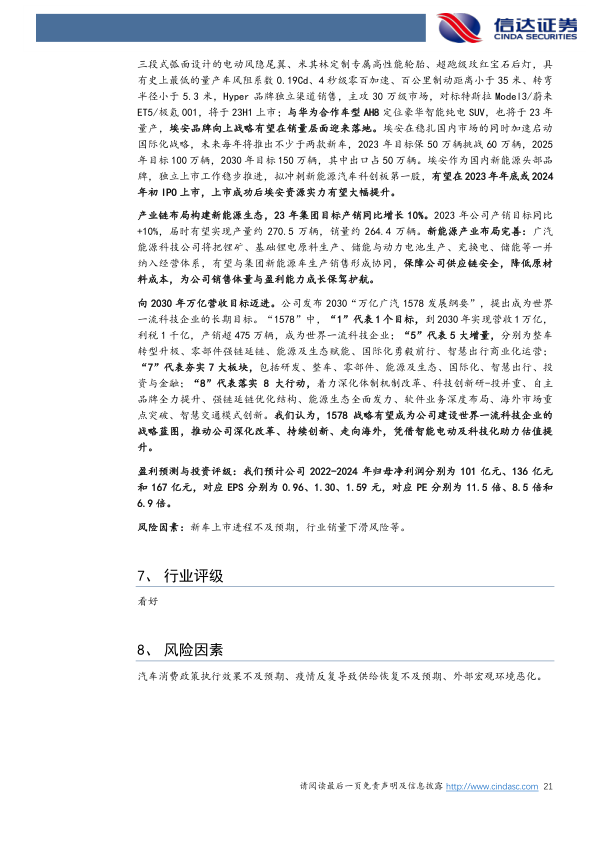 信达证券
CINDA SECURITIES
三段式弧面设计的电动风隐尾翼、米其林定制专属高性能轮胎、超跑级玫红宝石后灯，具
有史上最低的量产车风阻系数 0.19Cd、4 秒级零百加速、百公里制动距离小于 35 米、转弯
半径小于 5.3 米，Hyper 品牌独立渠道销售，主攻 30 万级市场，对标特斯拉 Model3/蔚来
ET5/极氪 001，将于 23H1 上市；与华为合作车型 AH8 定位豪华智能纯电 SUV，也将于 23 年
量产，埃安品牌向上战略有望在销量层面迎来落地。埃安在稳扎国内市场的同时加速启动
国际化战略，未来每年将推出不少于两款新车，2023 年目标保 50 万辆挑战 60 万辆，2025
年目标 100 万辆，2030 年目标 150 万辆，其中出口占 50 万辆。埃安作为国内新能源头部品
牌，独立上市工作稳步推进，拟冲刺新能源汽车科创板第一股，有望在 2023 年年底或 2024
年初 IPO 上市，上市成功后埃安资源实力有望大幅提升。
产业链布局构建新能源生态，23 年集团目标产销同比增长 10%。2023 年公司产销目标同比
+10%，届时有望实现产量约 270.5 万辆，销量约 264.4 万辆。新能源产业布局完善：广汽
能源科技公司将把锂矿、基础锂电原料生产、储能与动力电池生产、充换电、储能等一并
纳入经营体系，有望与集团新能源车生产销售形成协同，保障公司供应链安全，降低原材
料成本，为公司销售体量与盈利能力成长保驾护航。
向 2030 年万亿营收目标迈进。公司发布 2030“万亿广汽 1578 发展纲要”，提出成为世界
一流科技企业的长期目标。“1578”中，“1”代表 1 个目标，到 2030 年实现营收 1 万亿，
利税 1 千亿，产销超 475 万辆，成为世界一流科技企业；“5”代表 5 大增量，分别为整车
转型升级、零部件强链延链、能源及生态赋能、国际化勇毅前行、智慧出行商业化运营；
“7”代表夯实 7 大板块，包括研发、整车、零部件、能源及生态、国际化、智慧出行、投
资与金融；“8”代表落实 8 大行动，着力深化体制机制改革、科技创新研-投并重、自主
品牌全力提升、强链延链优化结构、能源生态全面发力、软件业务深度布局、海外市场重
点突破、智慧交通模式创新。我们认为，1578 战略有望成为公司建设世界一流科技企业的
战略蓝图，推动公司深化改革、持续创新、走向海外，凭借智能电动及科技化助力估值提
升。
盈利预测与投资评级：我们预计公司 2022-2024 年归母净利润分别为 101 亿元、136 亿元
和 167 亿元，对应 EPS 分别为 0.96、1.30、1.59 元，对应 PE 分别为 11.5 倍、8.5 倍和
6.9 倍。
风险因素：新车上市进程不及预期，行业销量下滑风险等。
7、 行业评级
看好
8、 风险因素
汽车消费政策执行效果不及预期、疫情反复导致供给恢复不及预期、外部宏观环境恶化。
请阅读最后一页免责声明及信息披露 http://www.cindasc.com 21